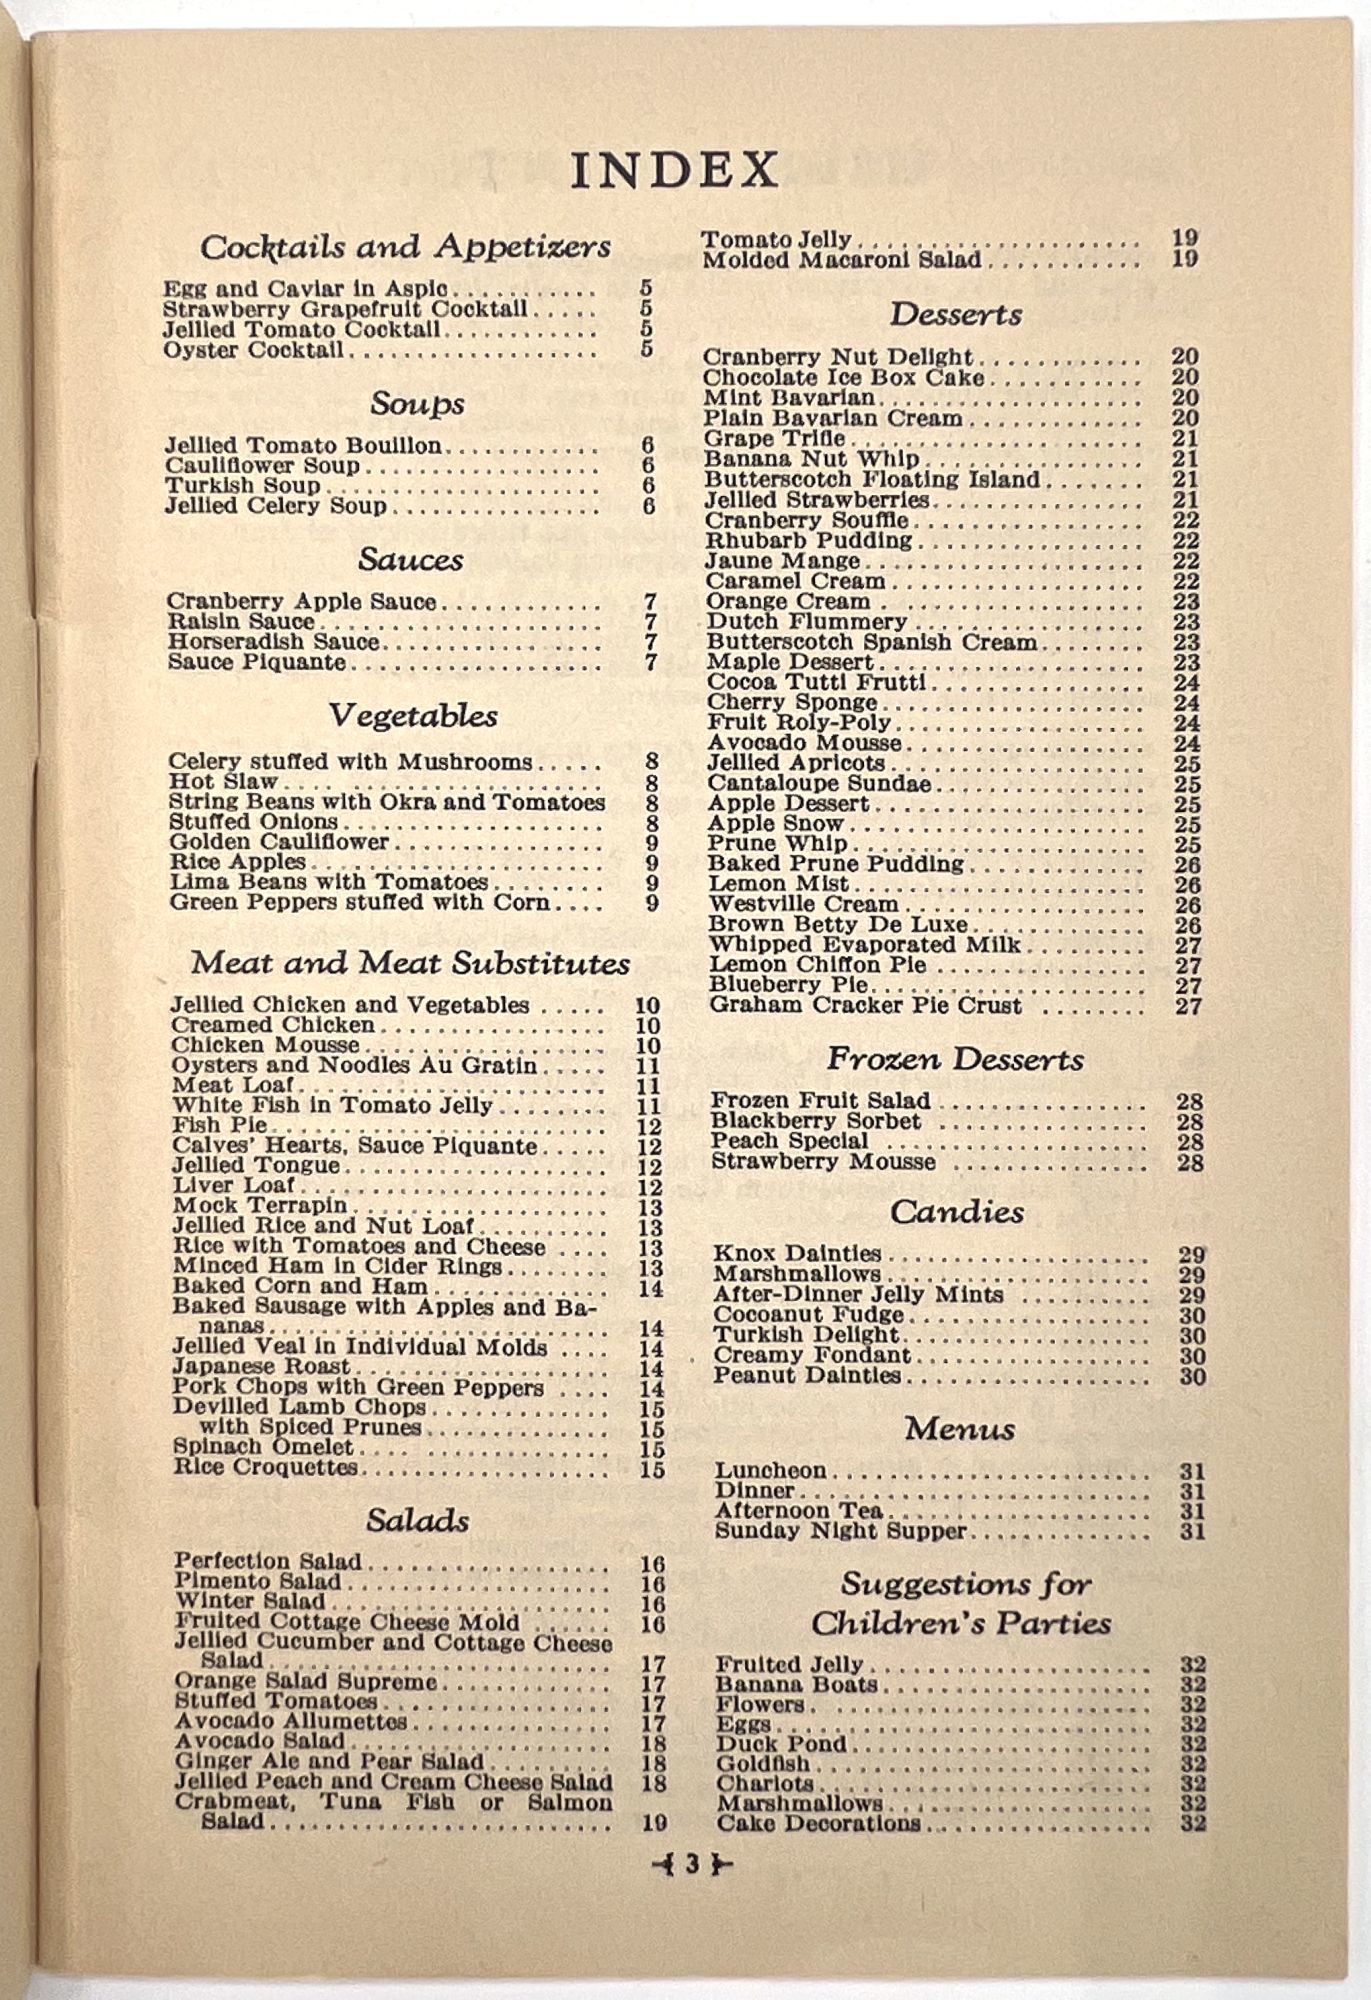 INDEX
Cocktails and Appetizers
Egg and Caviar in Aspic........... 5
Strawberry Grapefruit Cocktail..... 5
Jellied Tomato Cocktail............ 5
Oyster Cocktail................... 5
Soups
Jellied Tomato Bouillon............ 6
Cauliflower Soup.................. 6
Turkish Soup..................... 6
Jellied Celery Soup................ 6
Sauces
Cranberry Apple Sauce............ 7
Raisin Sauce..................... 7
Horseradish Sauce................ 7
Sauce Piquante................... 7
Vegetables
Celery stuffed with Mushrooms..... 8
Hot Slaw.... ................... 8
String Beans with Okra and Tomatoes 8
Stuffed Onions................... 8
Golden Cauliflower................ 9
Rice Apples...................... 9
Lima Beans with Tomatoes........ 9
Green Peppers stuffed with Corn.... 9
Meat and Meat Substitutes
Jellied Chicken and Vegetables ..... 10
Creamed Chicken................. 10
Chicken Mousse.................. 10
Oysters and Noodles Au Gratin..... 11
Meat Loaf....................... 11
White Fish in Tomato Jelly........ 11
Fish Pie......................... 12
Calves' Hearts, Sauce Piquante..... 12
Jellied Tongue.................... 12
Liver Loaf....................... 12
Mock Terrapin................... 13
Jellied Rice and Nut Loaf.......... 13
Rice with Tomatoes and Cheese .... 13
Minced Ham in Cider Rings........ 13
Baked Corn and Ham............. 14
Baked Sausage with Apples and Ba-
nanas......................... 14
Jellied Veal in Individual Molds .... 14
Japanese Roast................... 14
Pork Chops with Green Peppers .... 14
Devilled Lamb Chops............. 15
with Spiced Prunes............. 15
Spinach Omelet.... .............. 15
Rice Croquettes.................. 15
Salads
Perfection Salad.................. 16
Pimento Salad.................... 16
Winter Salad..................... 16
Fruited Cottage Cheese Mold ...... 16
Jellied Cucumber and Cottage Cheese
Salad......................... 17
Orange Salad Supreme............. 17
Stuffed Tomatoes................. 17
Avocado Allumettes............... 17
Avocado Salad................... 18
Ginger Ale and Pear Salad......... 18
Jellied Peach and Cream Cheese Salad 18
Crabmeat, Tuna Fish or Salmon
Salad......................... 19
Tomato Jelly..................... 19
Molded Macaroni Salad........... 19
Desserts
Cranberry Nut Delight............ 20
Chocolate Ice Box Cake........... 20
Mint Bavarian.................... 20
Plain Bavarian Cream............. 20
Grape Trifle...................... 21
Banana Nut Whip................ 21
Butterscotch Floating Island....... 21
Jellied Strawberries................ 21
Cranberry Souffle................. 22
Rhubarb Pudding................. 22
Jaune Mange..................... 22
Caramel Cream................... 22
Orange Cream . .................. 23
Dutch Flummery................. 23
Butterscotch Spanish Cream........ 23
Maple Dessert.................... 23
Cocoa Tutti Frutti................ 24
Cherry Sponge................... 24
Fruit Roly-Poly................... 24
Avocado Mousse.................. 24
Jellied Apricots................... 25
Cantaloupe Sundae................ 25
Apple Dessert.................... 25
Apple Snow...................... 25
Prune Whip...................... 25
Baked Prune Pudding............. 26
Lemon Mist...................... 26
Westville Cream.................. 26
Brown Betty De Luxe............. 26
Whipped Evaporated Milk......... 27
Lemon Chiffon Pie ................ 27
Blueberry Pie..................... 27
Graham Cracker Pie Crust ........ 27
Frozen Desserts
Frozen Fruit Salad ................ 28
Blackberry Sorbet ................ 28
Peach Special .................... 28
Strawberry Mousse ............... 28
Candies
Knox Dainties.................... 29
Marshmallows.................... 29
After-Dinner Jelly Mints .......... 29
Cocoanut Fudge.................. 30
Turkish Delight................... 30
Creamy Fondant.................. 30
Peanut Dainties................... 30
Menus
Luncheon........................ 31
Dinner.......................... 31
Afternoon Tea.................... 31
Sunday Night Supper.............. 31
Suggestions for
Children's Parties
Fruited Jelly..................... 32
Banana Boats.................... 32
Flowers. ........................ 32
Eggs............................ 32
Duck Pond...................... 32
Goldfish......................... 32
Chariots......................... 32
Marshmallows.................... 32
Cake Decorations................. 32
3